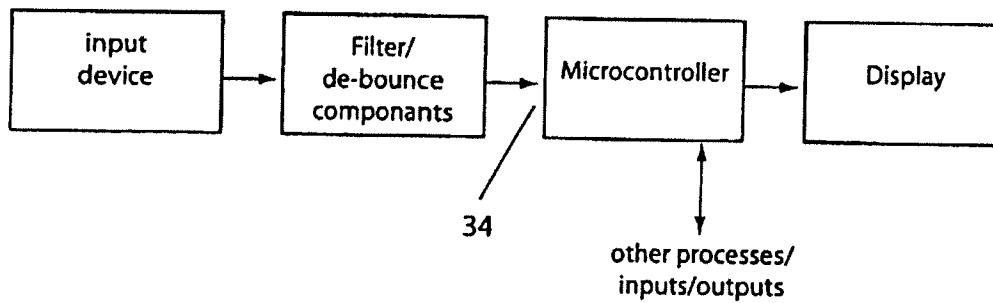 input
device
Filter/
de-bounce
componants
Microcontroller
Display
34
other processes/
inputs/outputs